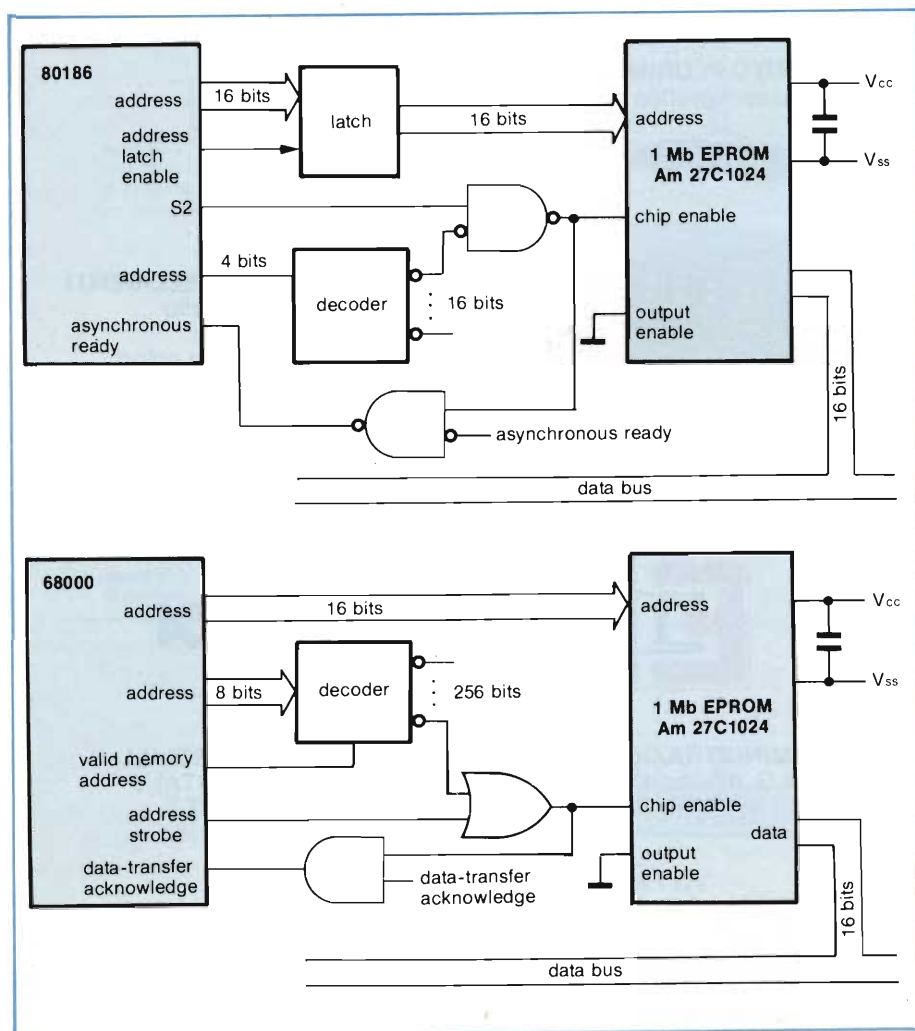 80186
address
16 bits
latch
16 bits
address
Vcc
Vss
address
latch
enable
1 Mb EPROM
Am 27C1024
S2
chip enable
address
4 bits
decoder
16 bits
output
enable
asynchronous
ready
asynchronous ready
16 bits
data bus
68000
address
16 bits
address
Vcc
Vss
address
8 bits
decoder
256 bits
1 Mb EPROM
Am 27C1024
valid memory
address
address
strobe
chip enable
data
data-transfer
acknowledge
data-transfer
acknowledge
output
enable
16 bits
data bus